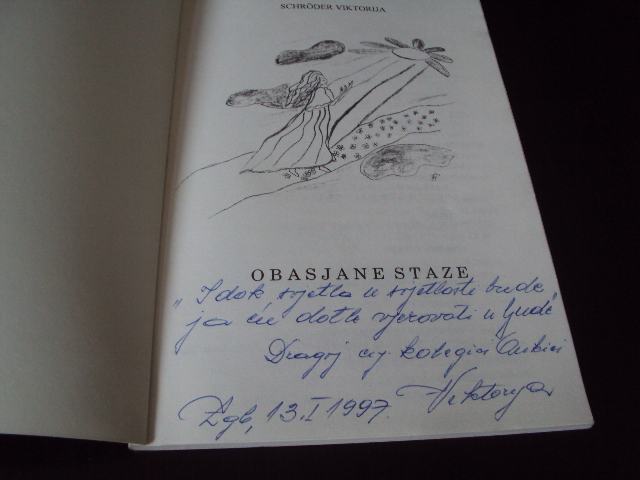 SCHRÖDER VIKTORIJA
OBASJANE STAZE
„I dok svjetla u svjetlosti bude
ja ću dotle vjerovati u ljude"
Dragoj cij. kolegici
Zgb, 13. I 1997. Viktorija